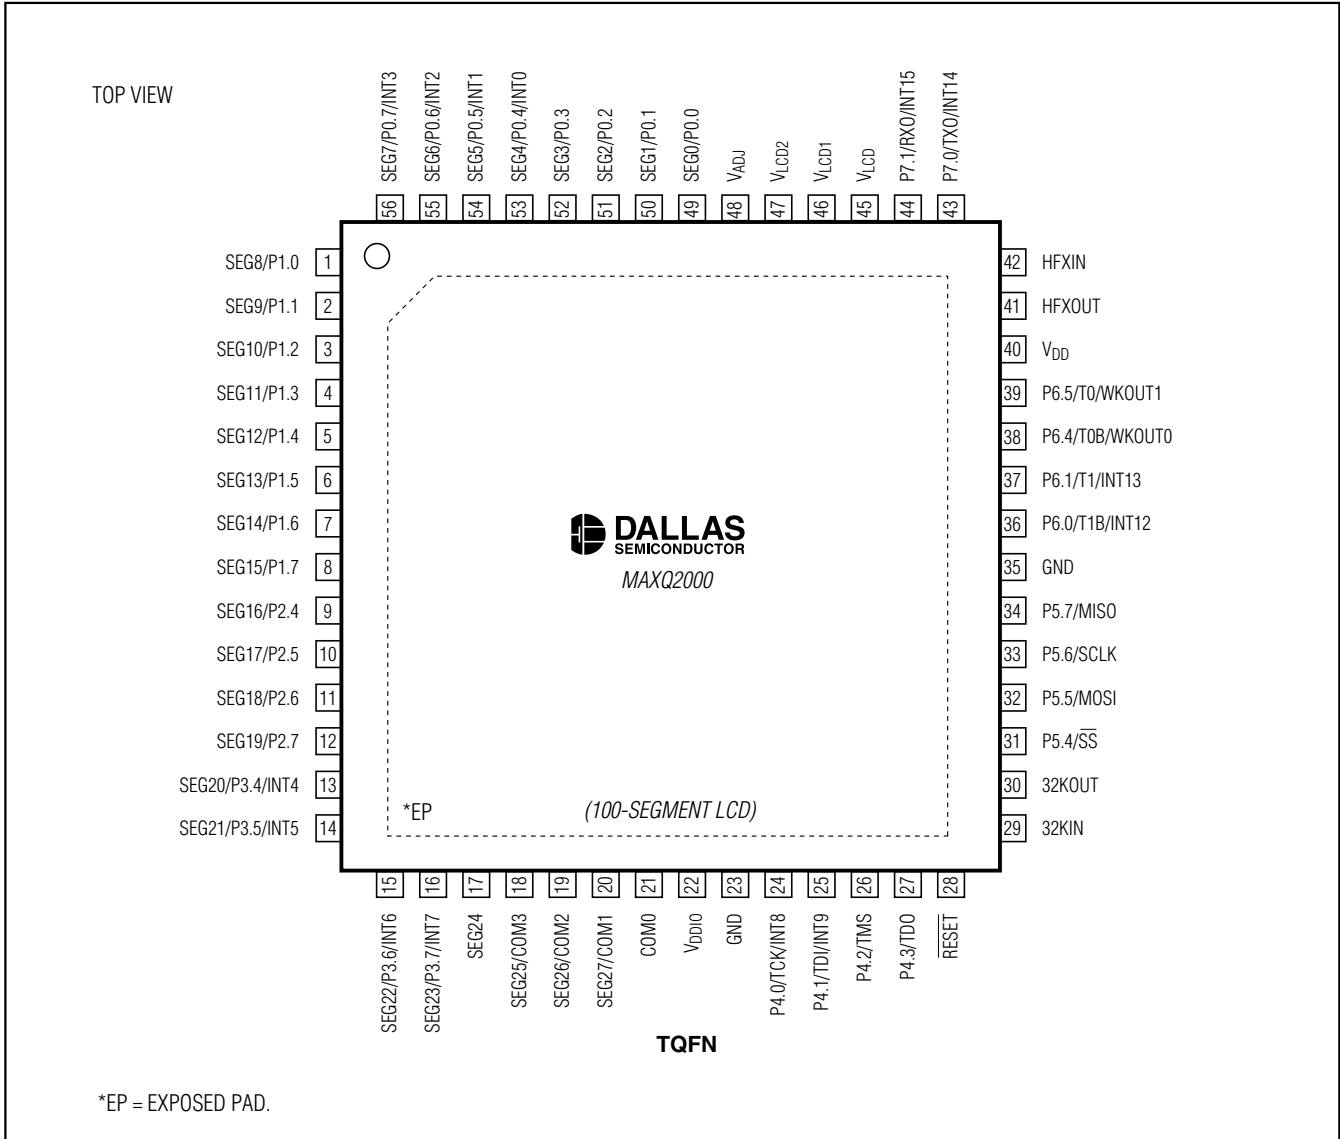 TOP VIEW
SEG7/P0.7/INT3
SEG6/P0.6/INT2
SEG5/P0.5/INT1
SEG4/P0.4/INT0
SEG3/P0.3
SEG2/P0.2
SEG1/P0.1
SEG0/P0.0
VADJ
VLCD2
VLCD1
VLCD
P7.1/RXO/INT15
P7.0/TXO/INT14
56
55
54
53
52
51
50
49
48
47
46
45
44
43
SEG8/P1.0 1
SEG9/P1.1 2
SEG10/P1.2 3
SEG11/P1.3 4
SEG12/P1.4 5
SEG13/P1.5 6
SEG14/P1.6 7
SEG15/P1.7 8
SEG16/P2.4 9
SEG17/P2.5 10
SEG18/P2.6 11
SEG19/P2.7 12
SEG20/P3.4/INT4 13
SEG21/P3.5/INT5 14
DALLAS
SEMICONDUCTOR
MAXQ2000
*EP
(100-SEGMENT LCD)
42 HFXIN
41 HFXOUT
40 VDD
39 P6.5/T0/WKOUT1
38 P6.4/T0B/WKOUT0
37 P6.1/T1/INT13
36 P6.0/T1B/INT12
35 GND
34 P5.7/MISO
33 P5.6/SCLK
32 P5.5/MOSI
31 P5.4/S̅S̅
30 32KOUT
29 32KIN
15
16
17
18
19
20
21
22
23
24
25
26
27
28
SEG22/P3.6/INT6
SEG23/P3.7/INT7
SEG24
SEG25/COM3
SEG26/COM2
SEG27/COM1
COM0
VDDIO
GND
P4.0/TCK/INT8
P4.1/TDI/INT9
P4.2/TMS
P4.3/TDO
R̅E̅S̅E̅T̅
TQFN
*EP = EXPOSED PAD.